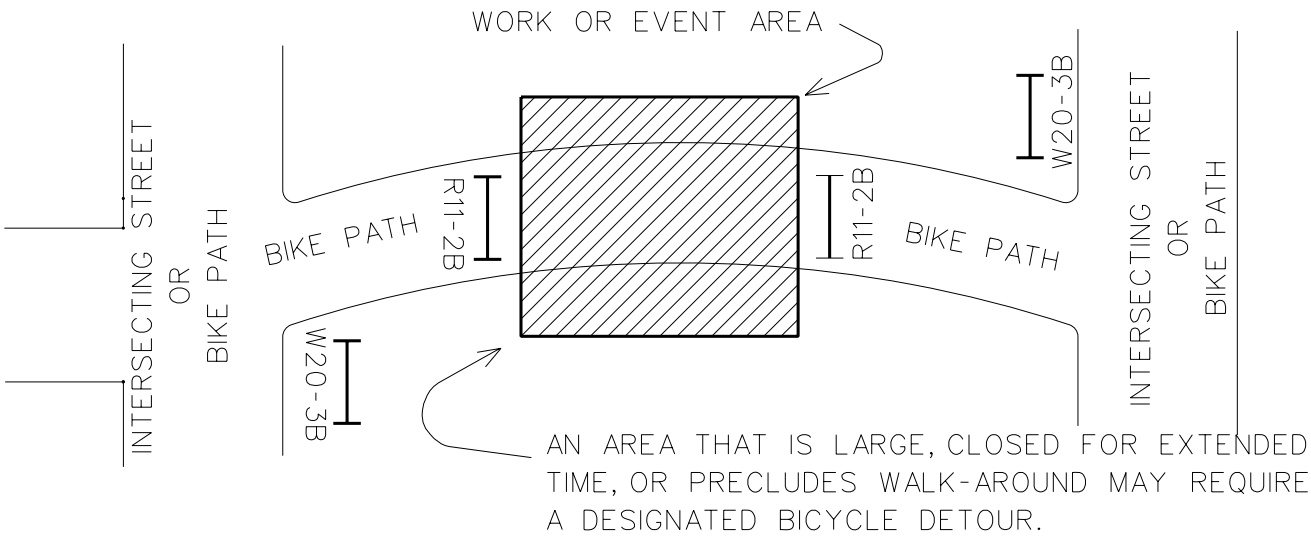 WORK OR EVENT AREA
INTERSECTING STREET
OR
BIKE PATH
BIKE PATH
R11-2B
W20-3B
R11-2B
BIKE PATH
W20-3B
INTERSECTING STREET
OR
BIKE PATH
AN AREA THAT IS LARGE, CLOSED FOR EXTENDED
TIME, OR PRECLUDES WALK-AROUND MAY REQUIRE
A DESIGNATED BICYCLE DETOUR.